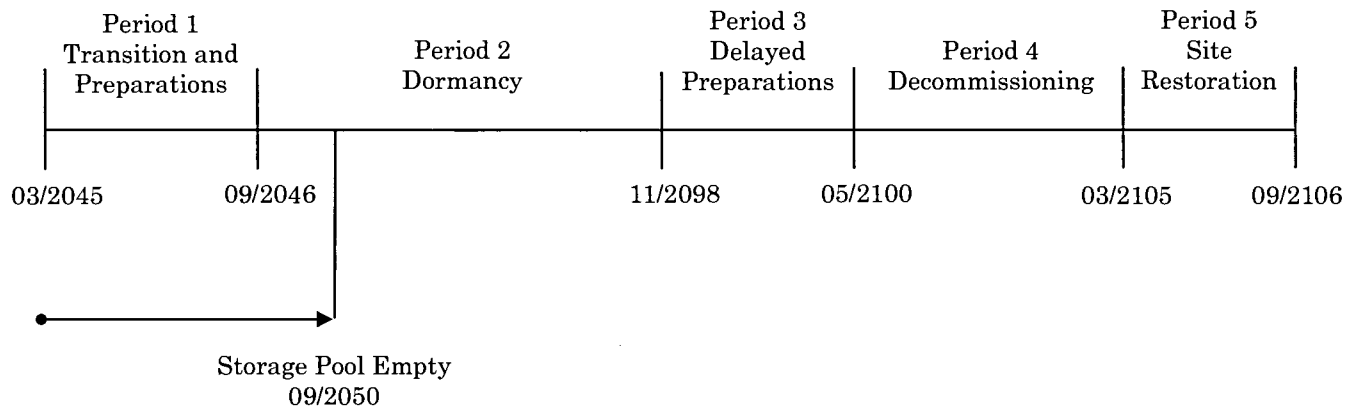 Period 1
Transition and
Preparations
Period 2
Dormancy
Period 3
Delayed
Preparations
Period 4
Decommissioning
Period 5
Site
Restoration
03/2045
09/2046
11/2098
05/2100
03/2105
09/2106
Storage Pool Empty
09/2050